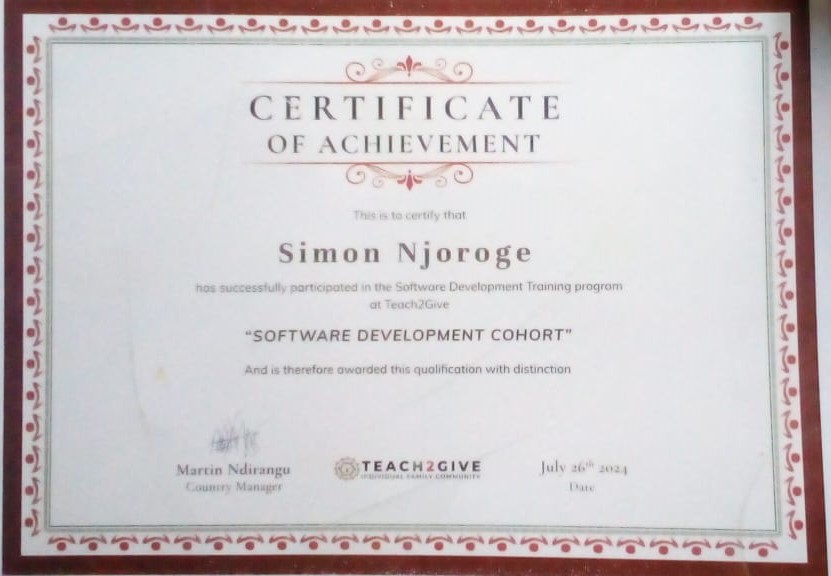 CERTIFICATE
OF ACHIEVEMENT
This is to certify that
Simon Njoroge
has successfully participated in the Software Development Training program
at Teach2Give
“SOFTWARE DEVELOPMENT COHORT”
And is therefore awarded this qualification with distinction
Martin Ndirangu
Country Manager
TEACH2GIVE
INDIVIDUAL FAMILY COMMUNITY
July 26th 2024
Date